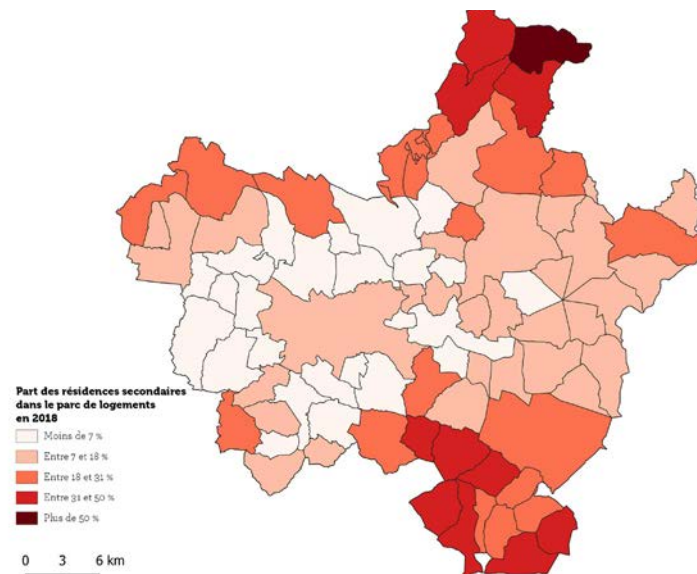 Part des résidences secondaires
dans le parc de logements
en 2018
Moins de 7 %
Entre 7 et 18 %
Entre 18 et 31 %
Entre 31 et 50 %
Plus de 50 %
0 3 6 km